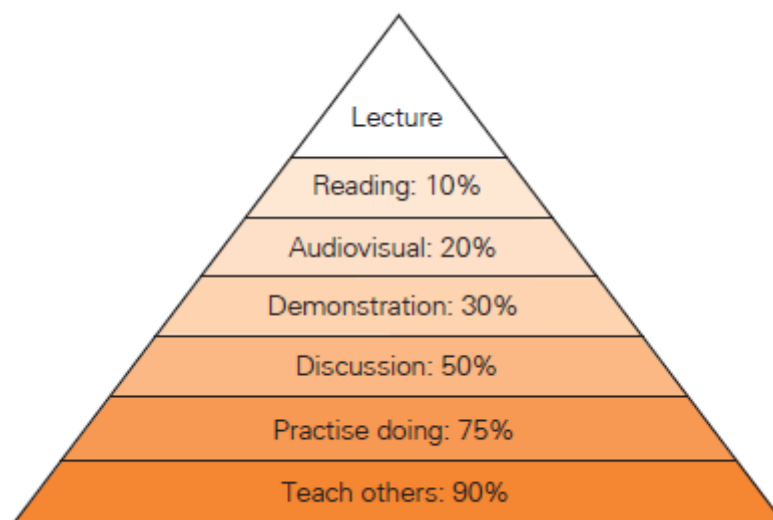 Lecture
Reading: 10%
Audiovisual: 20%
Demonstration: 30%
Discussion: 50%
Practise doing: 75%
Teach others: 90%